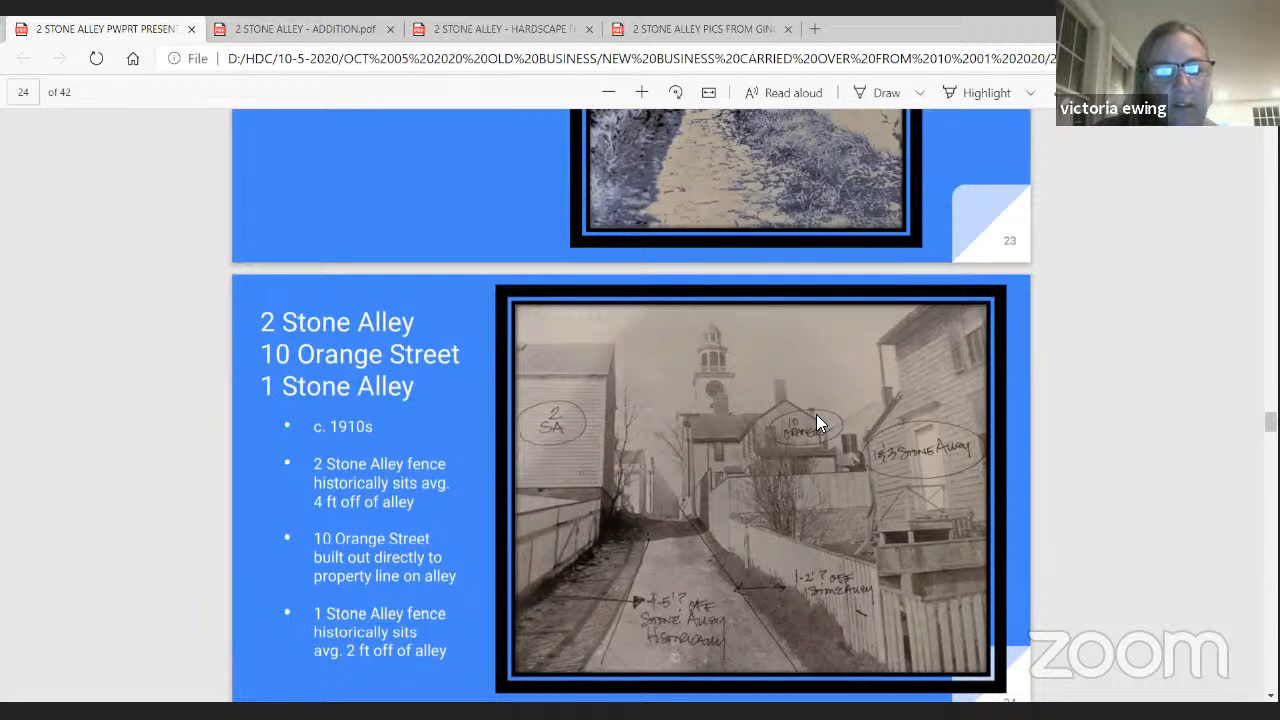 2 STONE ALLEY PWPRT PRESENT
2 STONE ALLEY - ADDITION.pdf
2 STONE ALLEY - HARDSCAPE F
2 STONE ALLEY PICS FROM GIN
File
D:/HDC/10-5-2020/OCT%2005%202020%20OLD%20BUSINESS/NEW%20BUSINESS%20CARRIED%20OVER%20FROM%2010%2001%202020/2
24
of 42
Read aloud
Draw
Highlight
victoria ewing
23
2 Stone Alley
10 Orange Street
1 Stone Alley
• c. 1910s
• 2 Stone Alley fence
historically sits avg.
4 ft off of alley
• 10 Orange Street
built out directly to
property line on alley
• 1 Stone Alley fence
historically sits
avg. 2 ft off of alley
2
SA
10
ORANGE
1&3 Stone Alley
4-5'? OFF
STONE ALLEY
HISTORICALLY
1-2'? OFF
Stone Alley
zoom